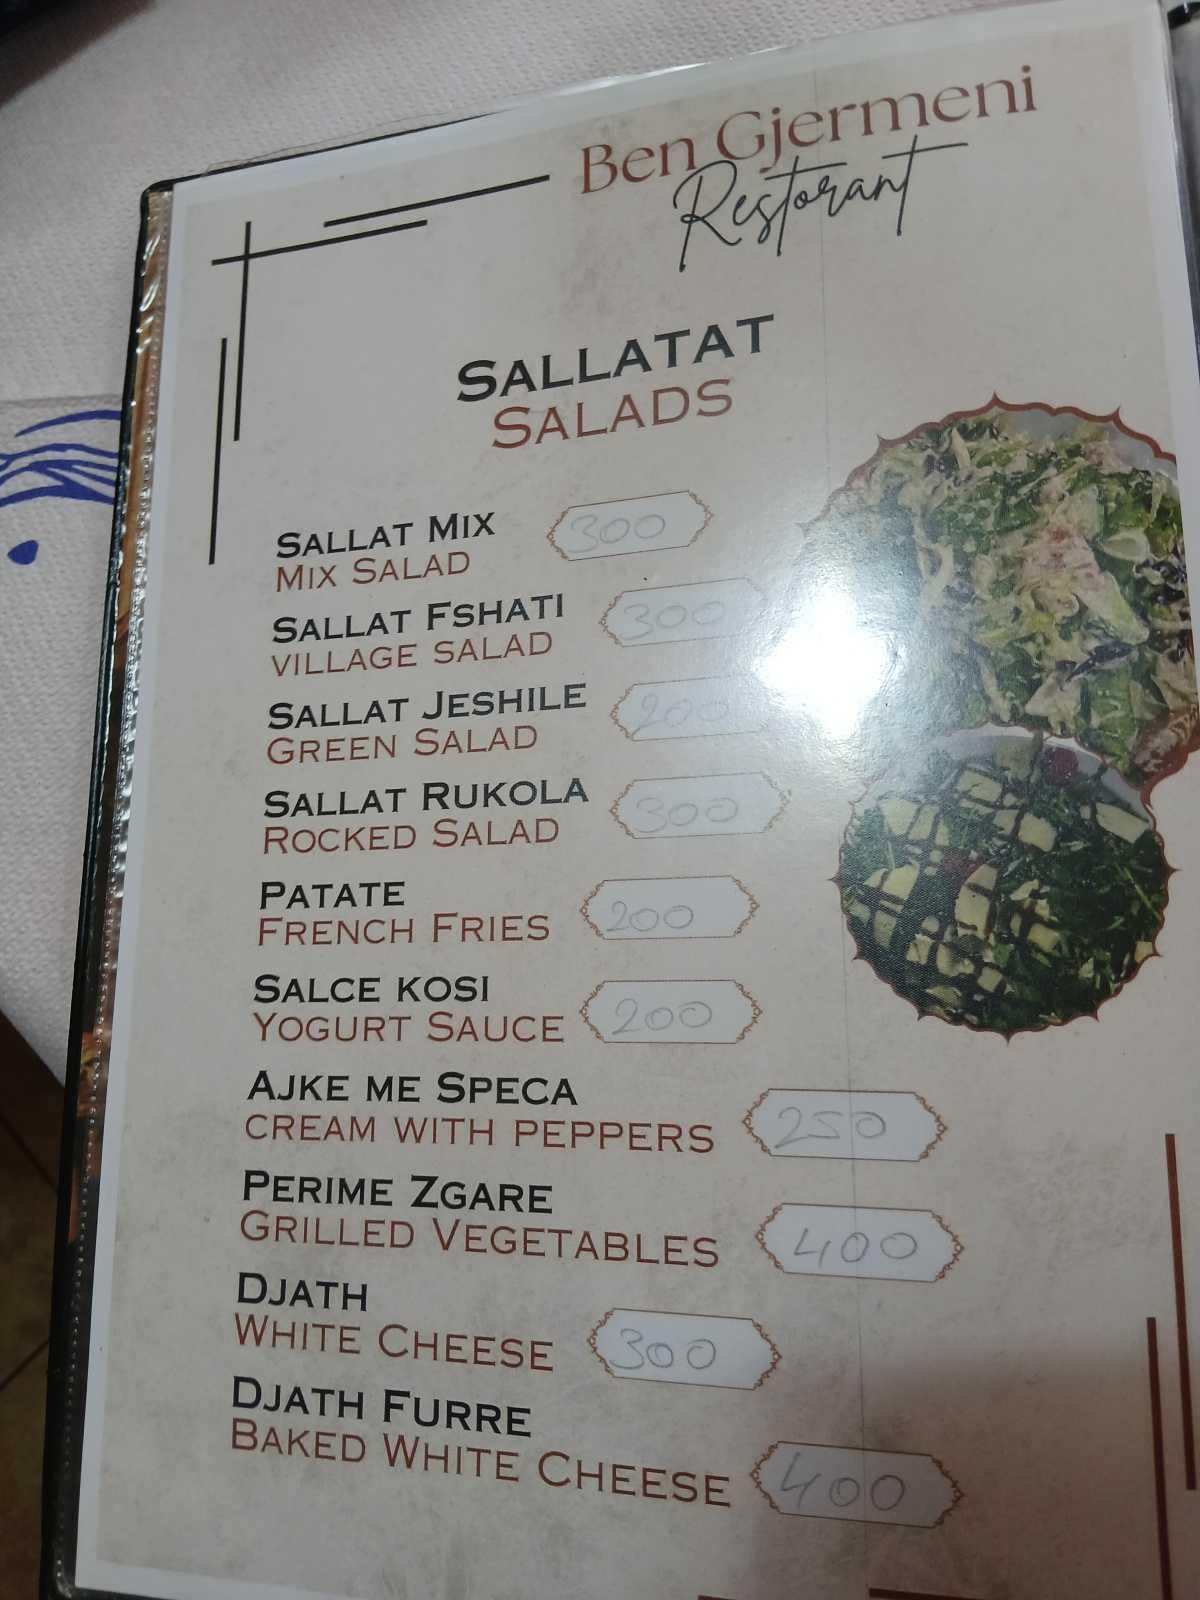 Ben Gjermeni
Restorant
SALLATAT
SALADS
SALLAT MIX 300
MIX SALAD
SALLAT FSHATI 300
VILLAGE SALAD
SALLAT JESHILE 200
GREEN SALAD
SALLAT RUKOLA 300
ROCKED SALAD
PATATE
FRENCH FRIES 200
SALCE KOSI
YOGURT SAUCE 200
AJKE ME SPECA
CREAM WITH PEPPERS 250
PERIME ZGARE
GRILLED VEGETABLES 400
DJATH
WHITE CHEESE 300
DJATH FURRE
BAKED WHITE CHEESE 400